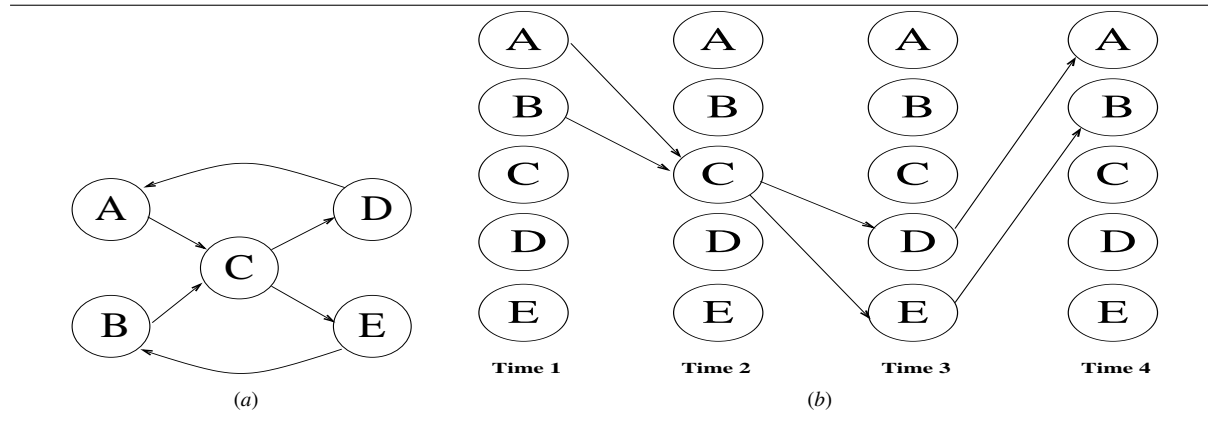 A D
C
B E
(a)
A A A A
B B B B
C C C C
D D D D
E E E E
Time 1 Time 2 Time 3 Time 4
(b)